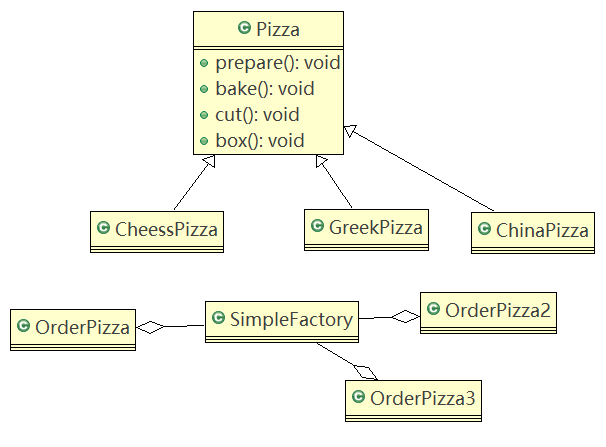 Pizza
prepare(): void
bake(): void
cut(): void
box(): void
CheessPizza
GreekPizza
ChinaPizza
OrderPizza
SimpleFactory
OrderPizza2
OrderPizza3